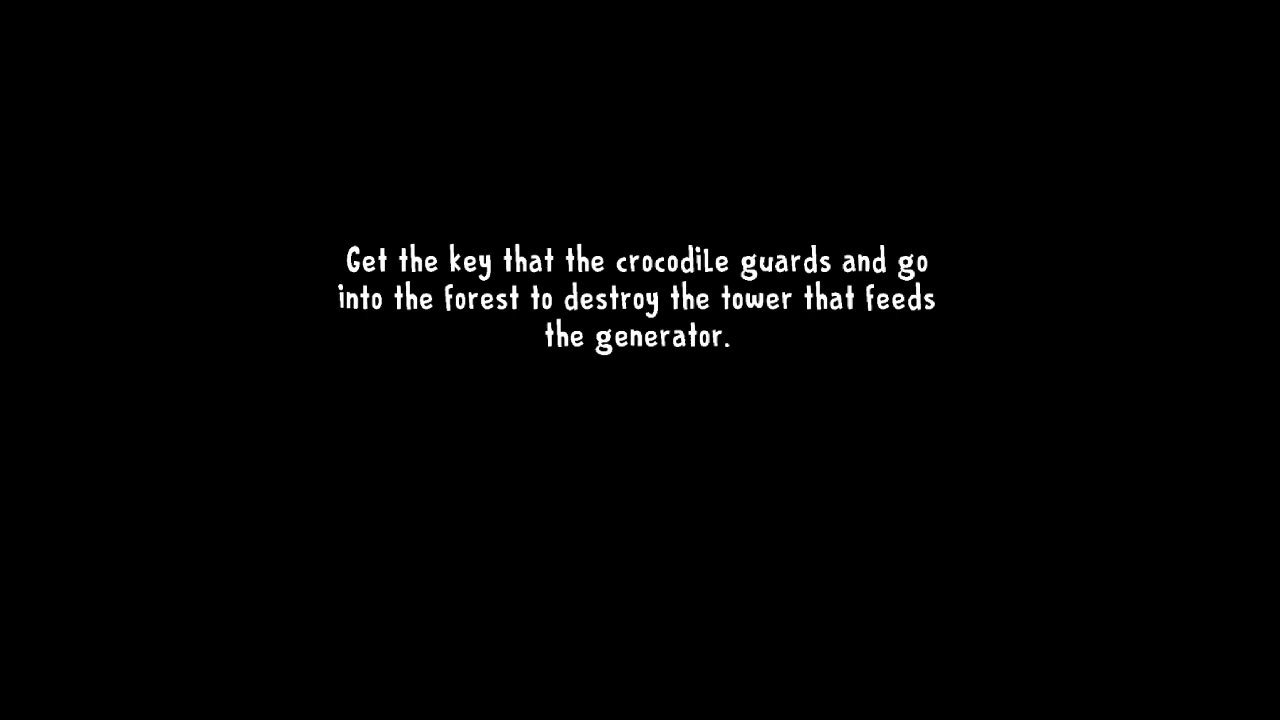 Get the key that the crocodile guards and go
into the forest to destroy the tower that feeds
the generator.